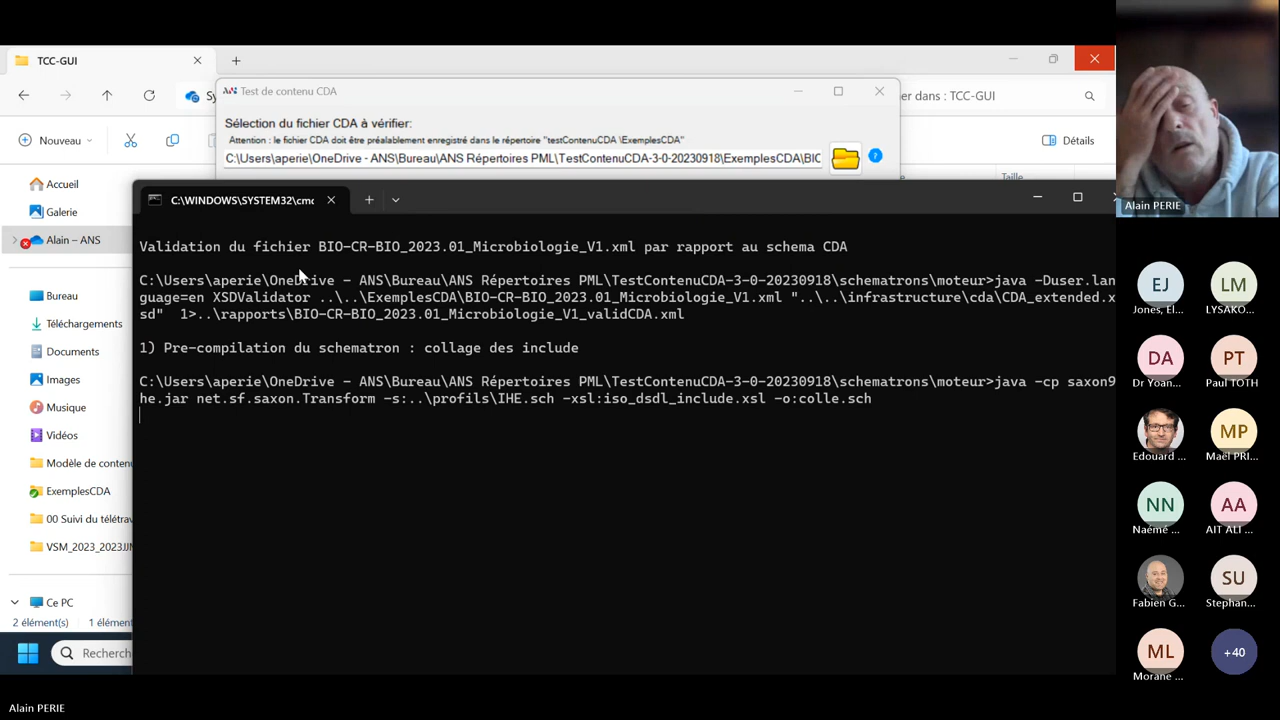 TCC-GUI
Test de contenu CDA
er dans : TCC-GUI
Sy
Nouveau
Sélection du fichier CDA à vérifier:
Attention : le fichier CDA doit être préalablement enregistré dans le répertoire "testContenuCDA \ExemplesCDA"
C:\Users\aperie\OneDrive - ANS\Bureau\ANS Répertoires PML\TestContenuCDA-3-0-20230918\ExemplesCDA\BIO
Détails
Taille
Accueil
Galerie
Alain – ANS
Bureau
Téléchargements
Documents
Images
Musique
Vidéos
Modèle de contenu
ExemplesCDA
00 Suivi du télétrav
VSM_2023_2023JJM
Ce PC
2 élément(s)
1 élément
Recherch
C:\WINDOWS\SYSTEM32\cmd
Validation du fichier BIO-CR-BIO_2023.01_Microbiologie_V1.xml par rapport au schema CDA
C:\Users\aperie\OneDrive - ANS\Bureau\ANS Répertoires PML\TestContenuCDA-3-0-20230918\schematrons\moteur>java -Duser.lan
guage=en XSDValidator ..\..\ExemplesCDA\BIO-CR-BIO_2023.01_Microbiologie_V1.xml "..\..\infrastructure\cda\CDA_extended.x
sd"  1>..\rapports\BIO-CR-BIO_2023.01_Microbiologie_V1_validCDA.xml
1) Pre-compilation du schematron : collage des include
C:\Users\aperie\OneDrive - ANS\Bureau\ANS Répertoires PML\TestContenuCDA-3-0-20230918\schematrons\moteur>java -cp saxon9
he.jar net.sf.saxon.Transform -s:..\profils\IHE.sch -xsl:iso_dsdl_include.xsl -o:colle.sch
Alain PERIE
EJ
LM
Jones, El...
LYSAKO...
DA
PT
Dr Yoan...
Paul TOTH
MP
Edouard ...
Maël PRI...
NN
AA
Naémé ...
AIT ALI ...
SU
Fabien G...
Stephan...
ML
+40
Morane ...
Alain PERIE